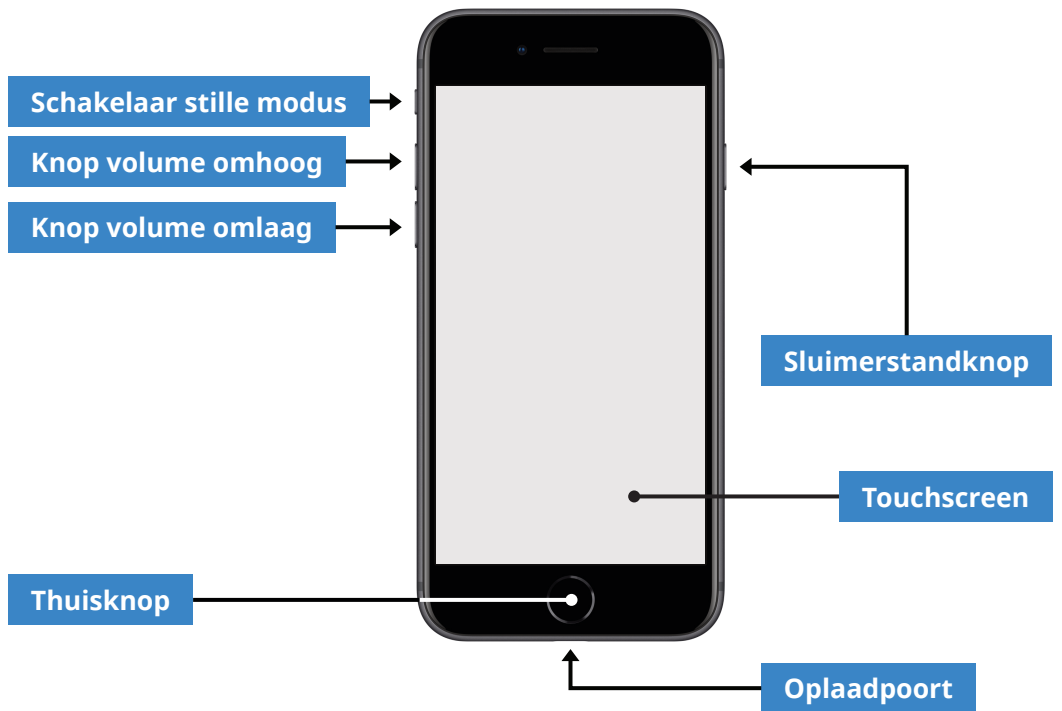 Schakelaar stille modus
Knop volume omhoog
Knop volume omlaag
Sluimerstandknop
Touchscreen
Thuisknop
Oplaadpoort